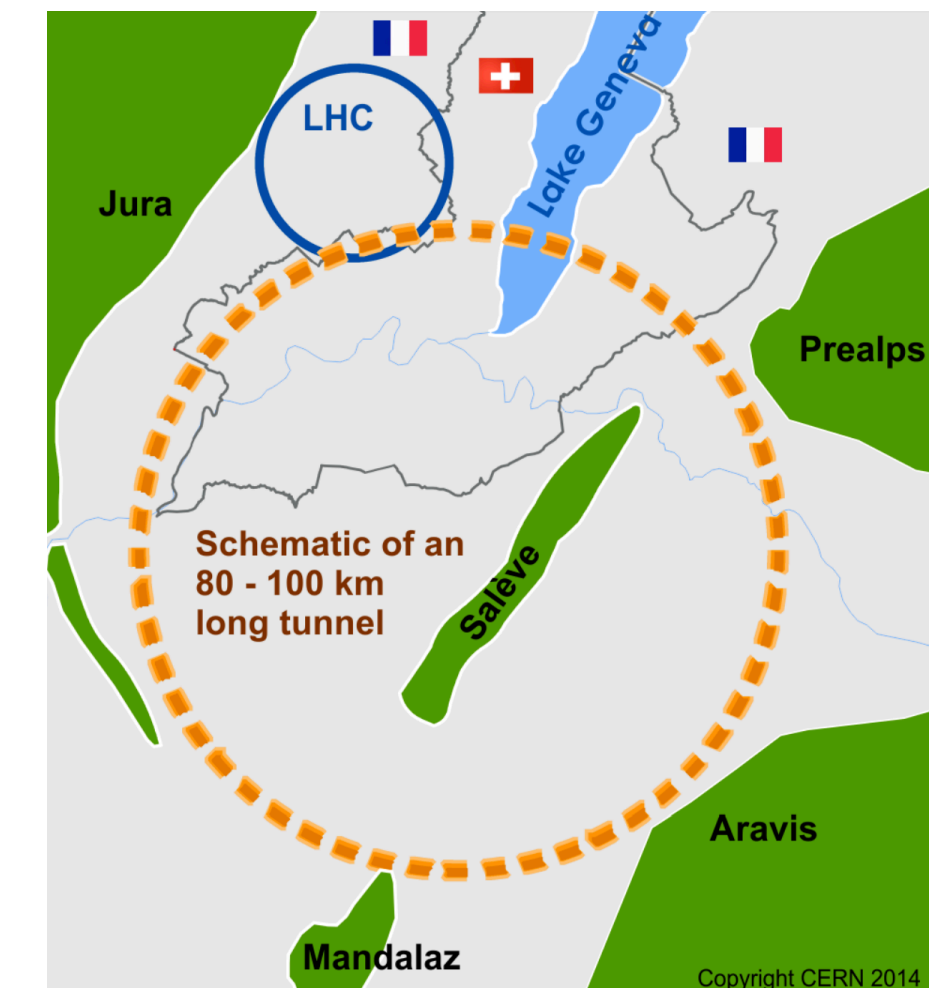 LHC
Lake Geneva
Jura
Prealps
Schematic of an
80 - 100 km
long tunnel
Salève
Aravis
Mandalaz
Copyright CERN 2014